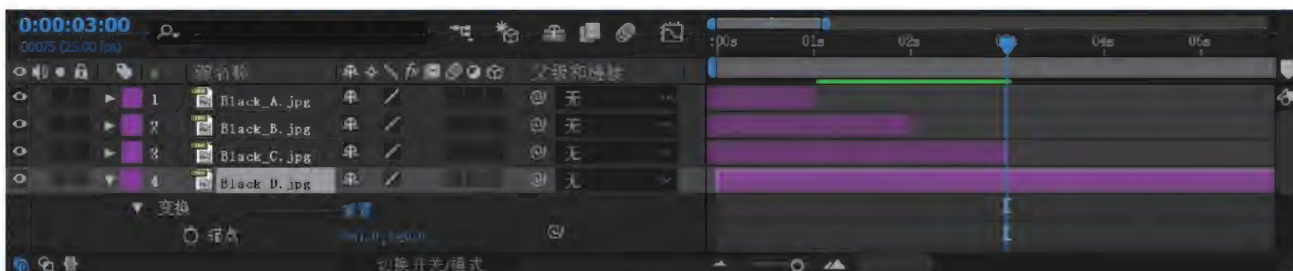 0:00:03:00
00075 (25.00 fps)
:00s 01s 02s 04s 05s
源名称 父级和链接
1 Black_A.jpg 无
2 Black_B.jpg 无
3 Black_C.jpg 无
4 Black_D.jpg 无
变换 重置
锚点
切换开关/模式